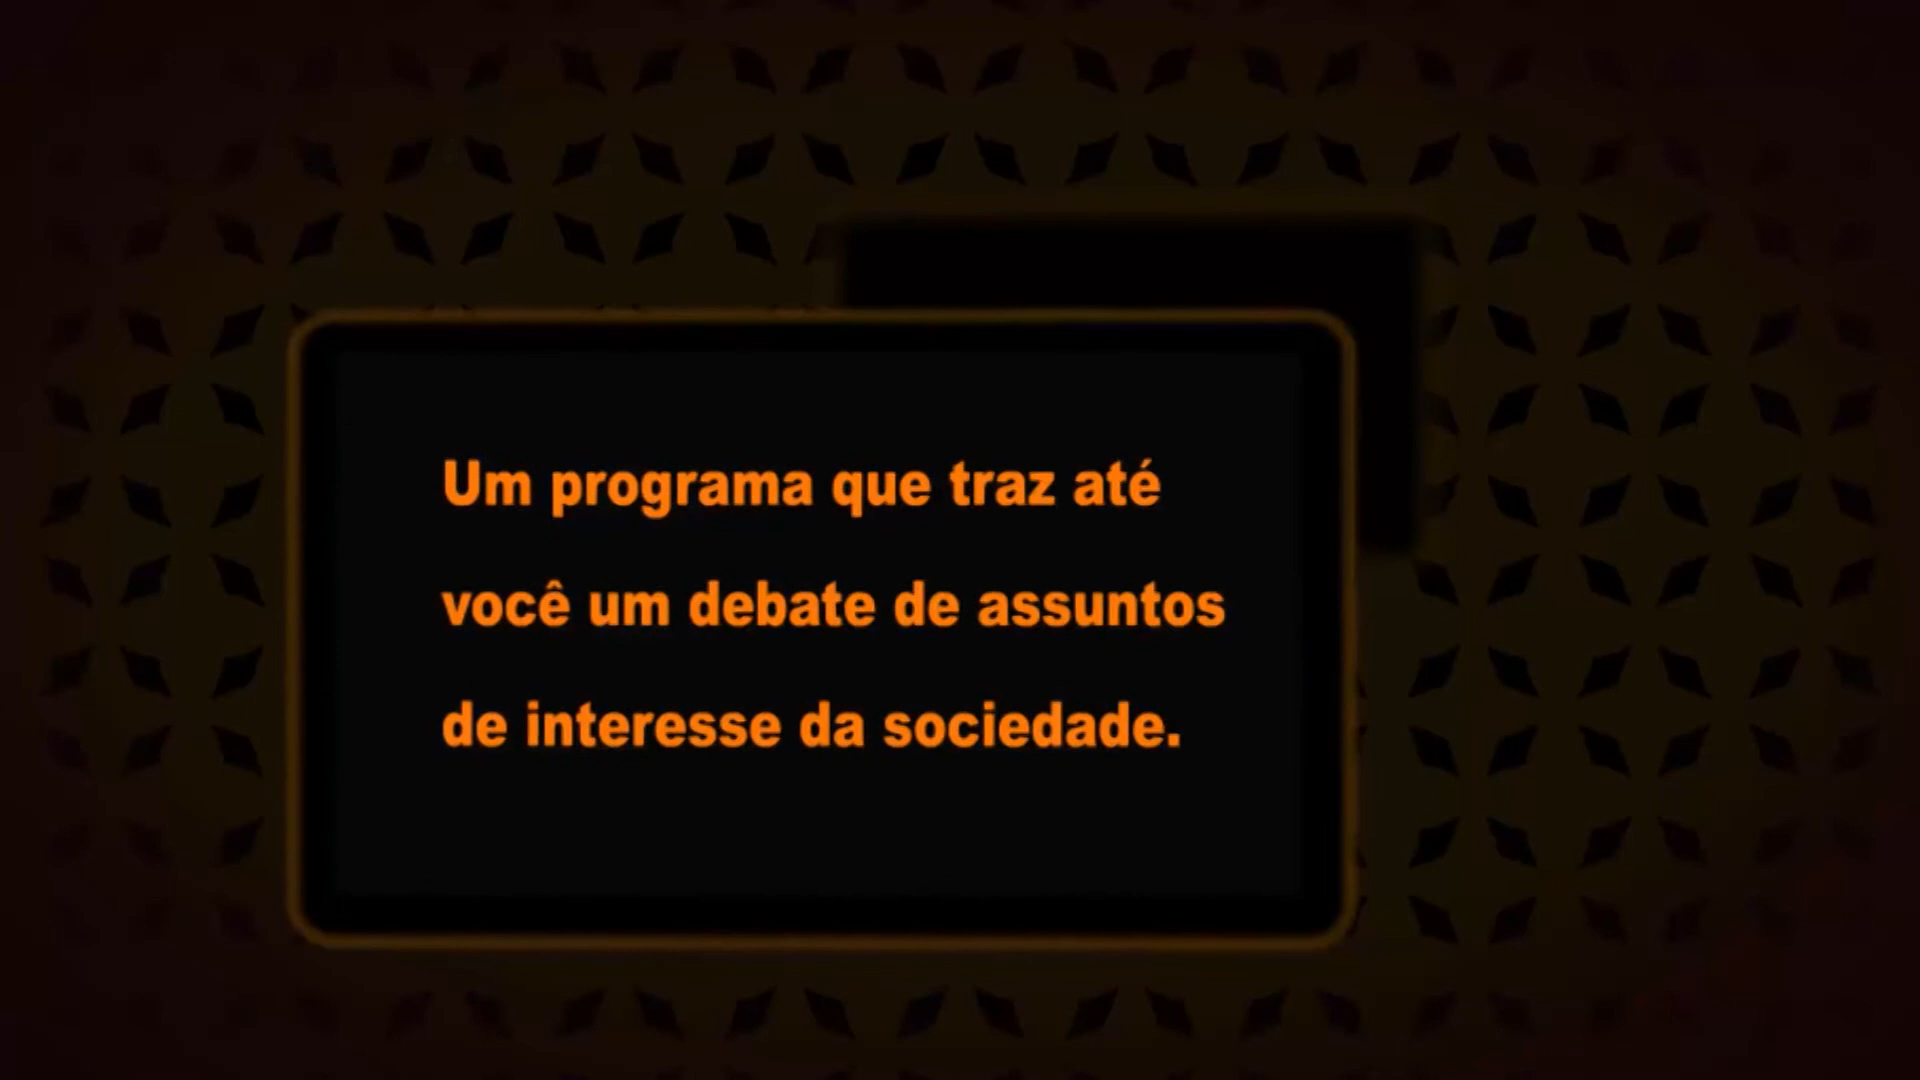 Um programa que traz até
você um debate de assuntos
de interesse da sociedade.